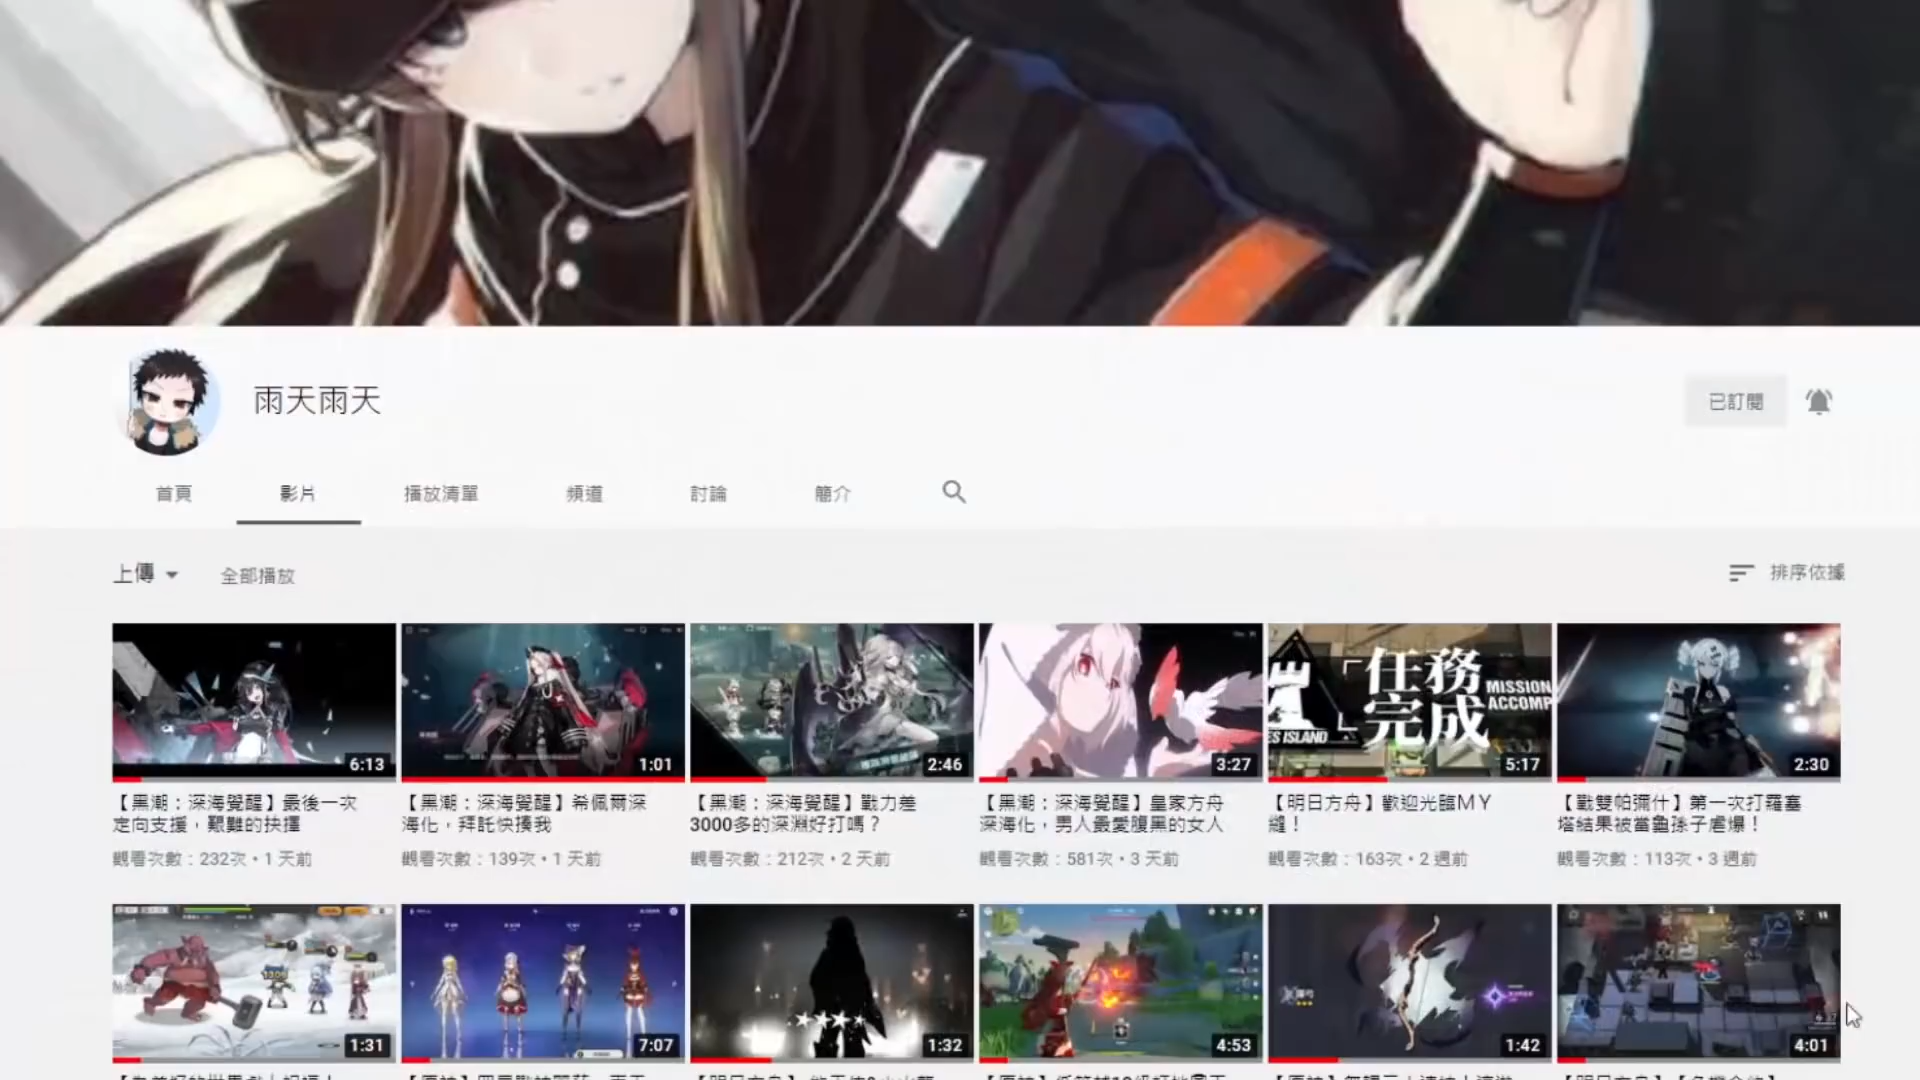 雨天雨天
已訂閱
首頁
影片
播放清單
頻道
討論
簡介
上傳
全部播放
排序依據
6:13
1:01
2:46
3:27
「任務
完成
MISSION
ACCOMP
ES ISLAND
5:17
2:30
【黑潮：深海覺醒】最後一次
定向支援，艱難的抉擇
觀看次數：232次・1 天前
【黑潮：深海覺醒】希佩爾深
海化，拜託快揍我
觀看次數：139次・1 天前
【黑潮：深海覺醒】戰力差
3000多的深淵好打嗎？
觀看次數：212次・2 天前
【黑潮：深海覺醒】皇家方舟
深海化，男人最愛腹黑的女人
觀看次數：581次・3 天前
【明日方舟】歡迎光臨MY
縫！
觀看次數：163次・2 週前
【戰雙帕彌什】第一次打羅塞
塔結果被當龜孫子虐爆！
觀看次數：113次・3 週前
1:31
7:07
1:32
4:53
1:42
4:01